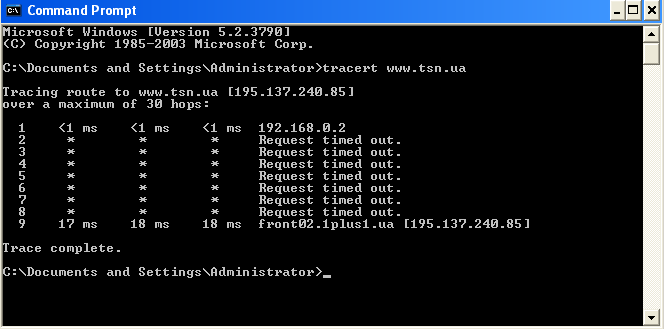 Command Prompt
Microsoft Windows [Version 5.2.3790]
(C) Copyright 1985-2003 Microsoft Corp.
C:\Documents and Settings\Administrator>tracert www.tsn.ua
Tracing route to www.tsn.ua [195.137.240.85]
over a maximum of 30 hops:
1 <1 ms <1 ms <1 ms 192.168.0.2
2 * * * Request timed out.
3 * * * Request timed out.
4 * * * Request timed out.
5 * * * Request timed out.
6 * * * Request timed out.
7 * * * Request timed out.
8 * * * Request timed out.
9 17 ms 18 ms 18 ms front02.1plus1.ua [195.137.240.85]
Trace complete.
C:\Documents and Settings\Administrator>_